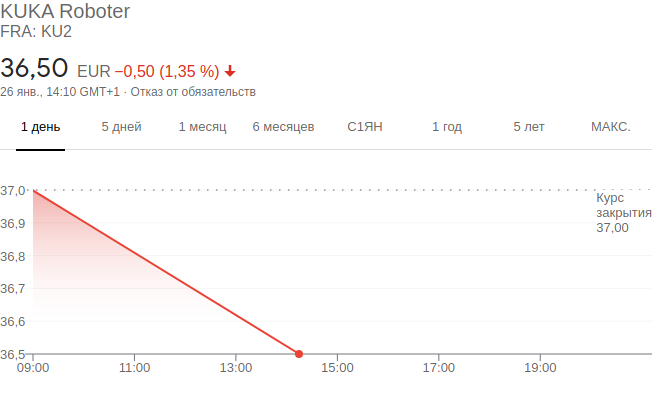 KUKA Roboter
FRA: KU2
36,50 EUR −0,50 (1,35 %)
26 янв., 14:10 GMT+1 · Отказ от обязательств
1 день 5 дней 1 месяц 6 месяцев С1ЯН 1 год 5 лет МАКС.
37,0
Курс
закрытия
37,00
36,9
36,8
36,7
36,6
36,5
09:00 11:00 13:00 15:00 17:00 19:00